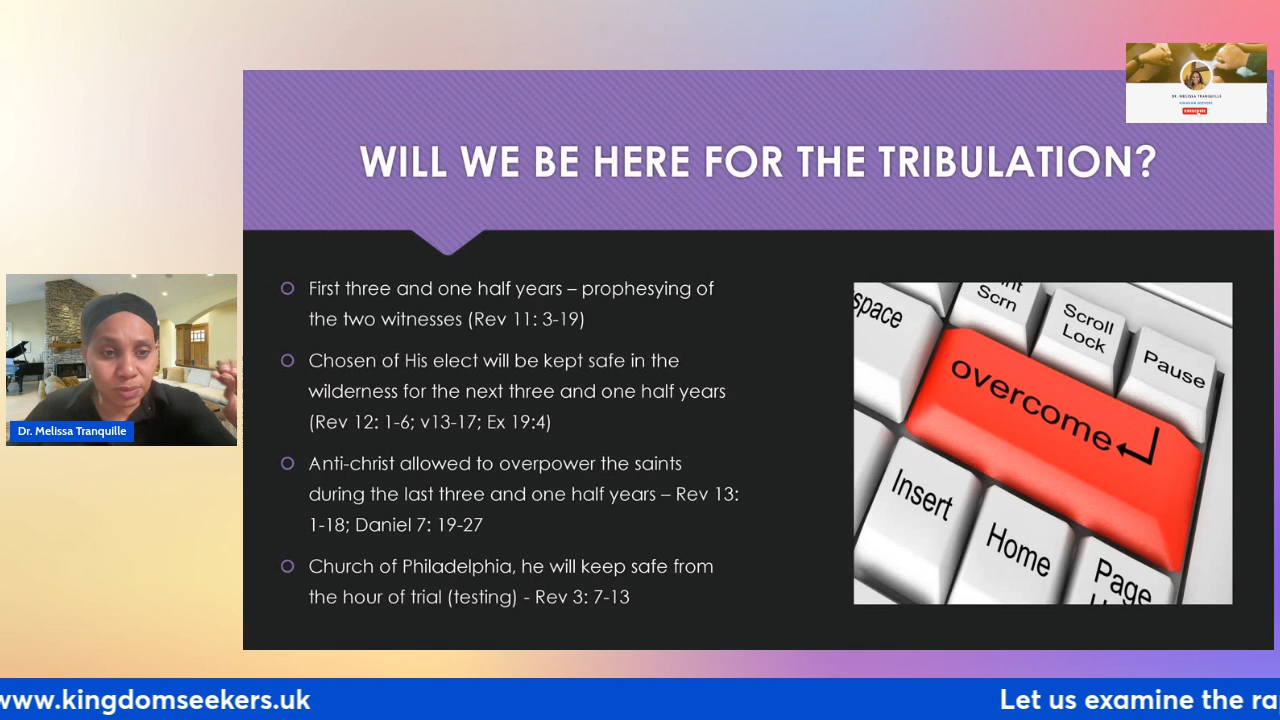 DR. MELISSA TRANQUILLE
SUBSCRIBE
WILL WE BE HERE FOR THE TRIBULATION?
First three and one half years – prophesying of
the two witnesses (Rev 11: 3-19)
Chosen of His elect will be kept safe in the
wilderness for the next three and one half years
(Rev 12: 1-6; v13-17; Ex 19:4)
Anti-christ allowed to overpower the saints
during the last three and one half years – Rev 13:
1-18; Daniel 7: 19-27
Church of Philadelphia, he will keep safe from
the hour of trial (testing) - Rev 3: 7-13
space
nt
Scrn
Scroll
Lock
Pause
overcome
Insert
Home
Page
Dr. Melissa Tranquille
www.kingdomseekers.uk
Let us examine the ra